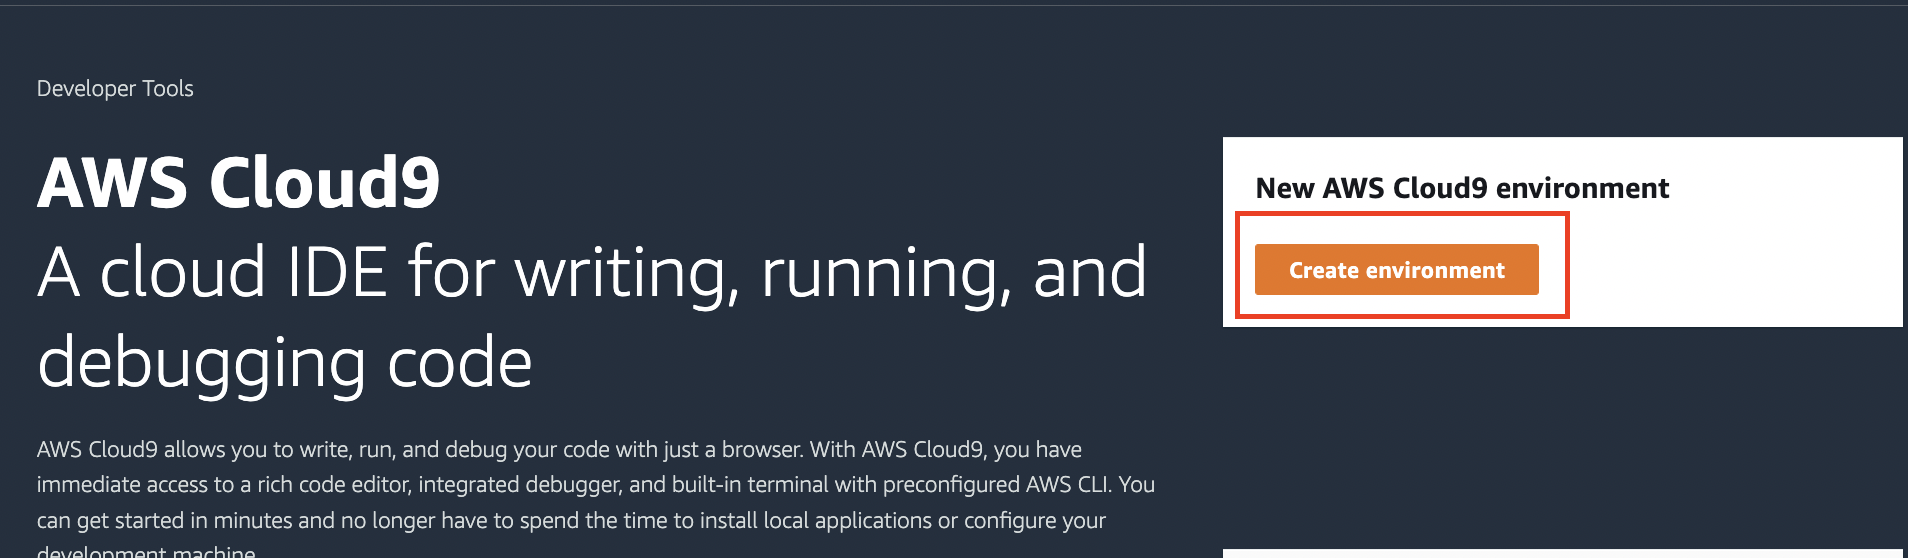 Developer Tools
AWS Cloud9
A cloud IDE for writing, running, and
debugging code
AWS Cloud9 allows you to write, run, and debug your code with just a browser. With AWS Cloud9, you have
immediate access to a rich code editor, integrated debugger, and built-in terminal with preconfigured AWS CLI. You
can get started in minutes and no longer have to spend the time to install local applications or configure your
development machine.
New AWS Cloud9 environment
Create environment